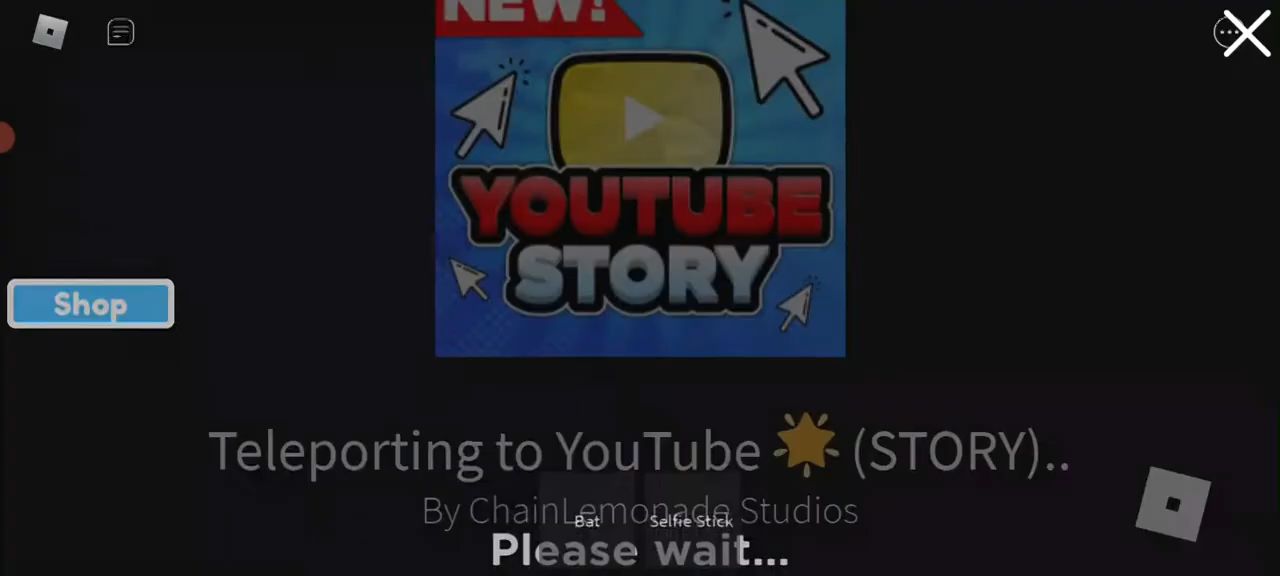 NEW!
YOUTUBE
STORY
Shop
Teleporting to YouTube 🌟 (STORY)..
By ChainLemonade Studios
Bat
Selfie Stick
Please wait...